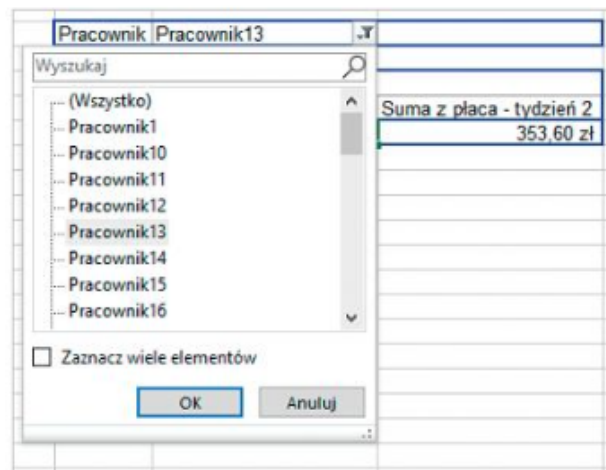 Pracownik Pracownik13
Wyszukaj
(Wszystko)
Suma z płaca - tydzień 2
Pracownik1
353,60 zł
Pracownik10
Pracownik11
Pracownik12
Pracownik13
Pracownik14
Pracownik15
Pracownik16
Zaznacz wiele elementów
OK Anuluj